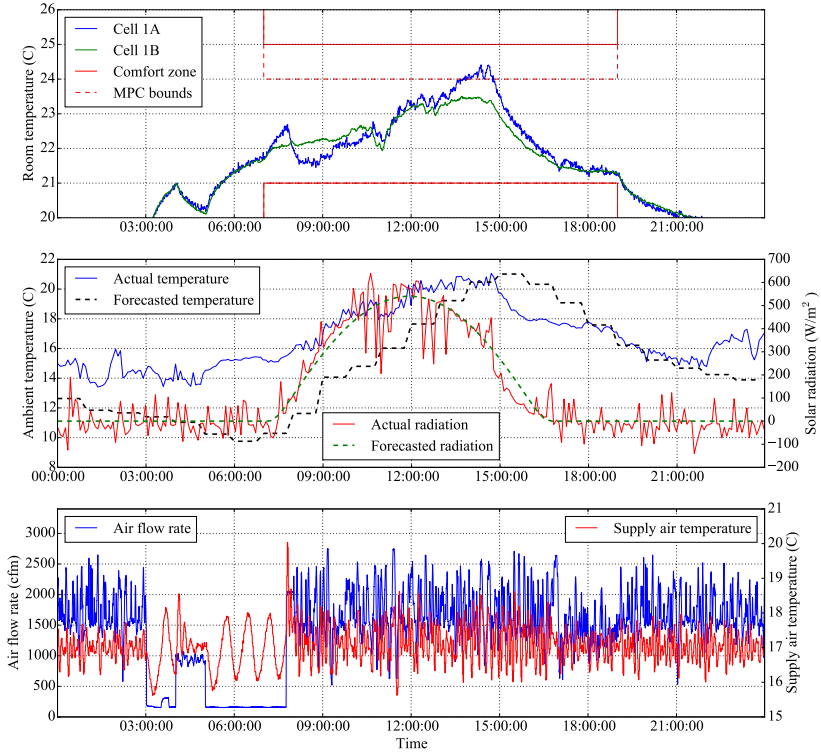 26
25
24
23
22
21
20
Room temperature (C)
Cell 1A
Cell 1B
Comfort zone
MPC bounds
03:00:00 06:00:00 09:00:00 12:00:00 15:00:00 18:00:00 21:00:00
22
20
18
16
14
12
10
8
Ambient temperature (C)
Actual temperature
Forecasted temperature
Actual radiation
Forecasted radiation
700
600
500
400
300
200
100
0
−100
−200
Solar radiation (W/m²)
00:00:00 03:00:00 06:00:00 09:00:00 12:00:00 15:00:00 18:00:00 21:00:00
3000
2500
2000
1500
1000
500
0
Air flow rate (cfm)
Air flow rate
Supply air temperature
21
20
19
18
17
16
15
Supply air temperature (C)
03:00:00 06:00:00 09:00:00 12:00:00 15:00:00 18:00:00 21:00:00
Time